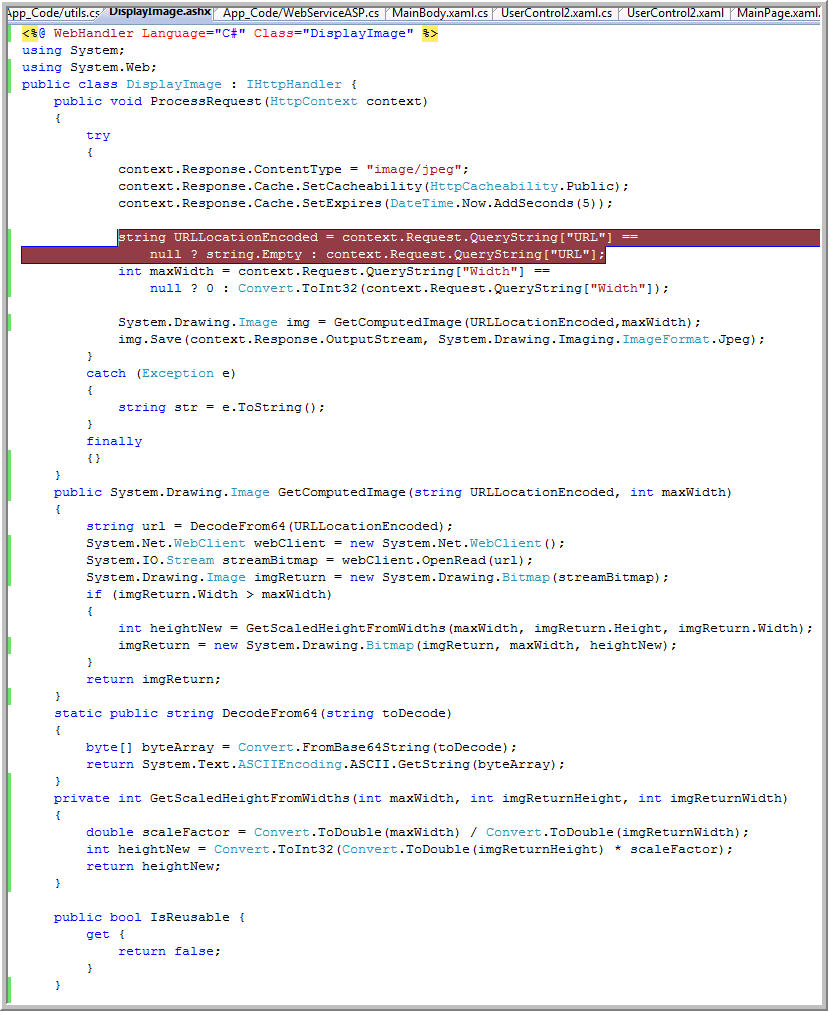 App_Code/utils.cs DisplayImage.ashx App_Code/WebServiceASP.cs MainBody.xaml.cs UserControl2.xaml.cs UserControl2.xaml MainPage.xaml.
<%@ WebHandler Language="C#" Class="DisplayImage" %>
using System;
using System.Web;
public class DisplayImage : IHttpHandler {
    public void ProcessRequest(HttpContext context)
    {
        try
        {
            context.Response.ContentType = "image/jpeg";
            context.Response.Cache.SetCacheability(HttpCacheability.Public);
            context.Response.Cache.SetExpires(DateTime.Now.AddSeconds(5));

            string URLLocationEncoded = context.Request.QueryString["URL"] ==
                null ? string.Empty : context.Request.QueryString["URL"];
            int maxWidth = context.Request.QueryString["Width"] ==
                null ? 0 : Convert.ToInt32(context.Request.QueryString["Width"]);

            System.Drawing.Image img = GetComputedImage(URLLocationEncoded,maxWidth);
            img.Save(context.Response.OutputStream, System.Drawing.Imaging.ImageFormat.Jpeg);
        }
        catch (Exception e)
        {
            string str = e.ToString();
        }
        finally
        {}
    }
    public System.Drawing.Image GetComputedImage(string URLLocationEncoded, int maxWidth)
    {
        string url = DecodeFrom64(URLLocationEncoded);
        System.Net.WebClient webClient = new System.Net.WebClient();
        System.IO.Stream streamBitmap = webClient.OpenRead(url);
        System.Drawing.Image imgReturn = new System.Drawing.Bitmap(streamBitmap);
        if (imgReturn.Width > maxWidth)
        {
            int heightNew = GetScaledHeightFromWidths(maxWidth, imgReturn.Height, imgReturn.Width);
            imgReturn = new System.Drawing.Bitmap(imgReturn, maxWidth, heightNew);
        }
        return imgReturn;
    }
    static public string DecodeFrom64(string toDecode)
    {
        byte[] byteArray = Convert.FromBase64String(toDecode);
        return System.Text.ASCIIEncoding.ASCII.GetString(byteArray);
    }
    private int GetScaledHeightFromWidths(int maxWidth, int imgReturnHeight, int imgReturnWidth)
    {
        double scaleFactor = Convert.ToDouble(maxWidth) / Convert.ToDouble(imgReturnWidth);
        int heightNew = Convert.ToInt32(Convert.ToDouble(imgReturnHeight) * scaleFactor);
        return heightNew;
    }

    public bool IsReusable {
        get {
            return false;
        }
    }